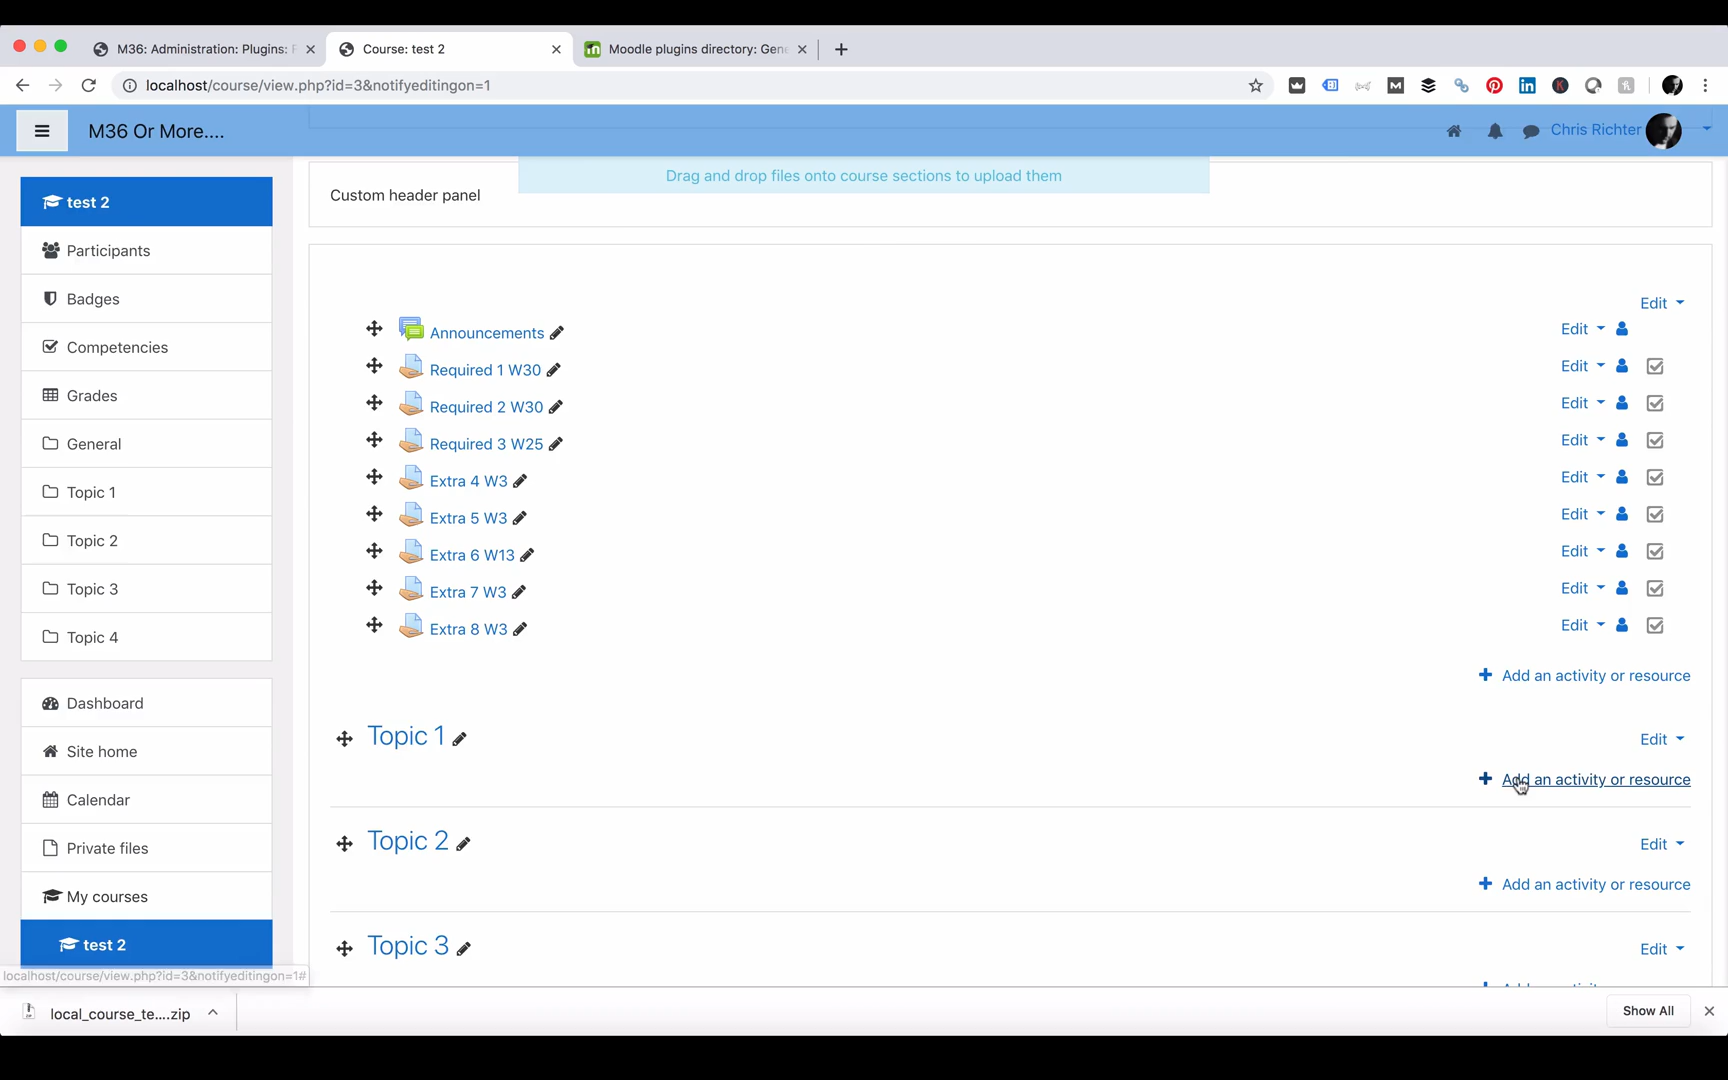 M36: Administration: Plugins:
Course: test 2
Moodle plugins directory: Gene
localhost/course/view.php?id=3&notifyeditingon=1
M36 Or More....
Chris Richter
Drag and drop files onto course sections to upload them
Custom header panel
test 2
Participants
Badges
Competencies
Grades
General
Topic 1
Topic 2
Topic 3
Topic 4
Dashboard
Site home
Calendar
Private files
My courses
test 2
localhost/course/view.php?id=3&notifyeditingon=1#
Edit
Announcements
Edit
Required 1 W30
Edit
Required 2 W30
Edit
Required 3 W25
Edit
Extra 4 W3
Edit
Extra 5 W3
Edit
Extra 6 W13
Edit
Extra 7 W3
Edit
Extra 8 W3
Edit
Add an activity or resource
Topic 1
Edit
Add an activity or resource
Topic 2
Edit
Add an activity or resource
Topic 3
Edit
local_course_te....zip
Show All